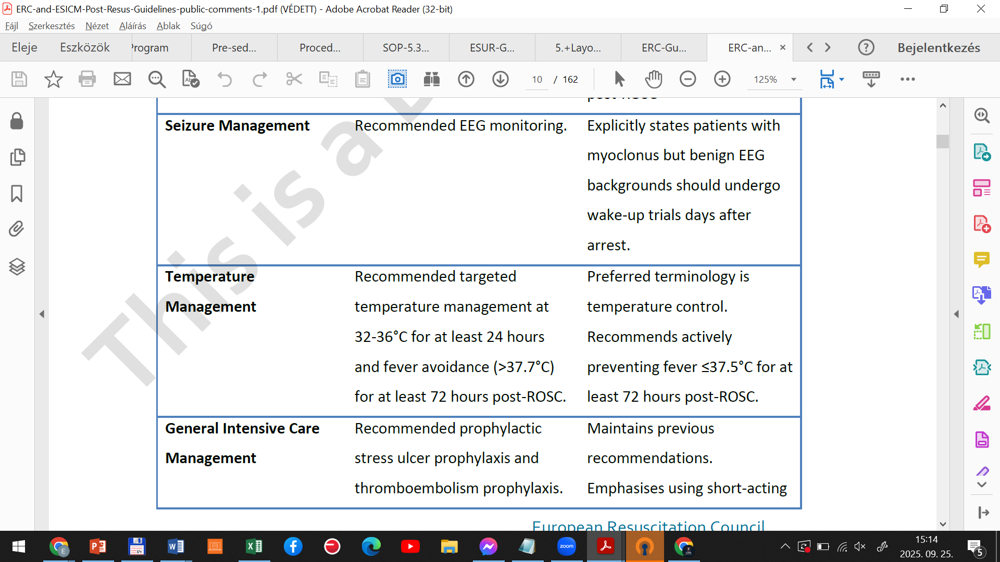 ERC-and-ESICM-Post-Resus-Guidelines-public-comments-1.pdf (VÉDETT) - Adobe Acrobat Reader (32-bit)
Fájl Szerkesztés Nézet Aláírás Ablak Súgó
Eleje Eszközök Program Pre-sed... Proced... SOP-5.3... ESUR-G... 5.+Layo... ERC-Gu... ERC-an... Bejelentkezés
10 / 162 125%
This is a
Seizure Management
Recommended EEG monitoring.
Explicitly states patients with
myoclonus but benign EEG
backgrounds should undergo
wake-up trials days after
arrest.
Temperature
Management
Recommended targeted
temperature management at
32-36°C for at least 24 hours
and fever avoidance (>37.7°C)
for at least 72 hours post-ROSC.
Preferred terminology is
temperature control.
Recommends actively
preventing fever ≤37.5°C for at
least 72 hours post-ROSC.
General Intensive Care
Management
Recommended prophylactic
stress ulcer prophylaxis and
thromboembolism prophylaxis.
Maintains previous
recommendations.
Emphasises using short-acting
European Resuscitation Council
zoom
15:14
2025. 09. 25.
5